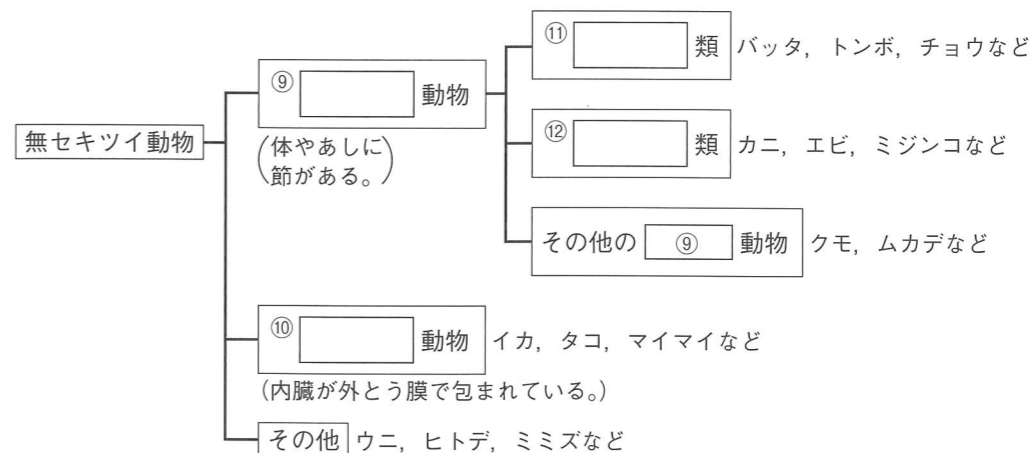 ⑪ 類 バッタ，トンボ，チョウなど
⑨ 動物
無セキツイ動物
(体やあしに
節がある。)
⑫ 類 カニ，エビ，ミジンコなど
その他の ⑨ 動物 クモ，ムカデなど
⑩ 動物 イカ，タコ，マイマイなど
(内臓が外とう膜で包まれている。)
その他 ウニ，ヒトデ，ミミズなど